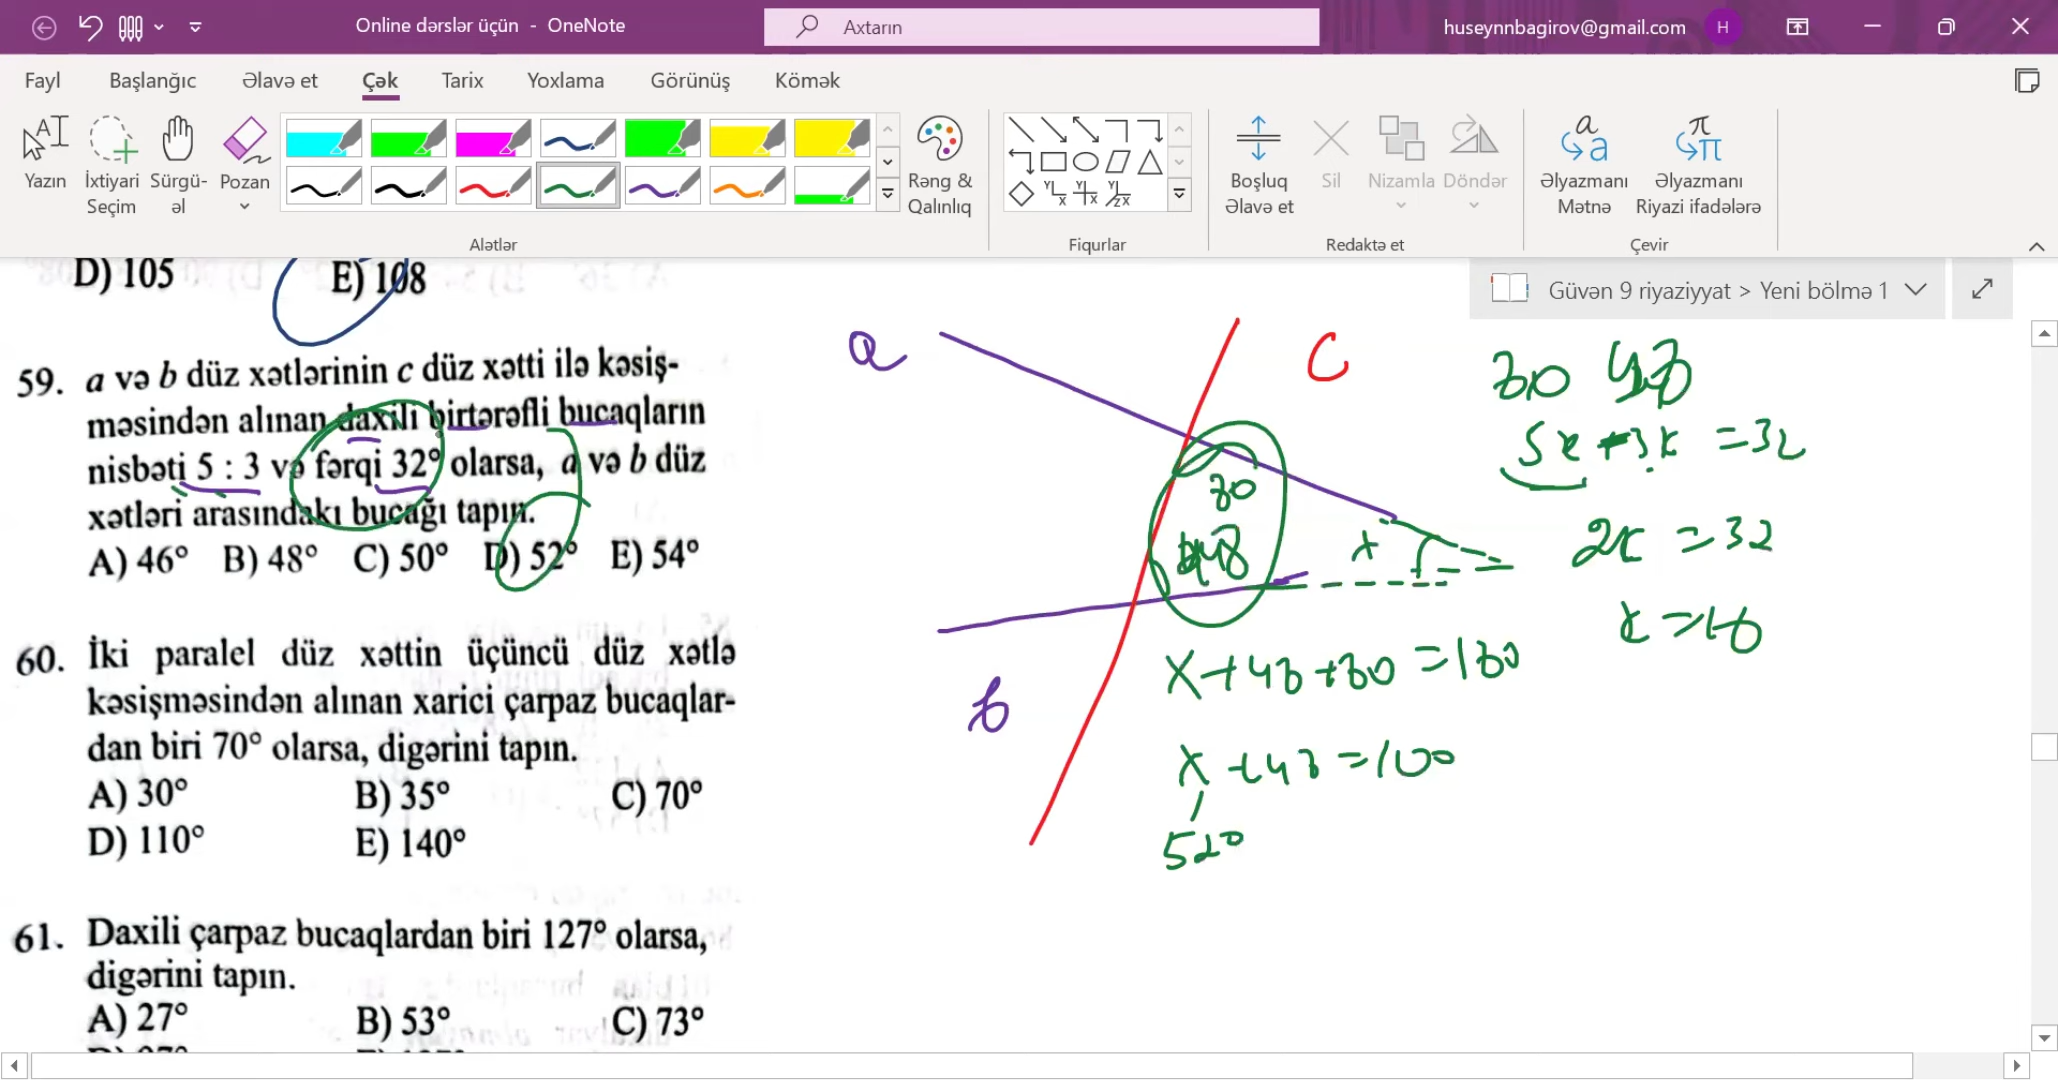 Online dərslər üçün - OneNote
Axtarın
huseynnbagirov@gmail.com
H
Fayl
Başlanğıc
Əlavə et
Çək
Tarix
Yoxlama
Görünüş
Kömək
Yazın
İxtiyari Seçim
Sürgü-əl
Pozan
Rəng & Qalınlıq
Boşluq Əlavə et
Sil
Nizamla
Döndər
Əlyazmanı Mətnə
Əlyazmanı Riyazi ifadələrə
Alətlər
Fiqurlar
Redaktə et
Çevir
Güvən 9 riyaziyyat > Yeni bölmə 1
D) 105 E) 108
59. a və b düz xətlərinin c düz xətti ilə kəsiş-
məsindən alınan daxili birtərəfli bucaqların
nisbəti 5 : 3 və fərqi 32° olarsa, a və b düz
xətləri arasındakı bucağı tapın.
A) 46° B) 48° C) 50° D) 52° E) 54°
60. İki paralel düz xəttin üçüncü düz xətlə
kəsişməsindən alınan xarici çarpaz bucaqlar-
dan biri 70° olarsa, digərini tapın.
A) 30° B) 35° C) 70°
D) 110° E) 140°
61. Daxili çarpaz bucaqlardan biri 127° olarsa,
digərini tapın.
A) 27° B) 53° C) 73°
a
C
b
80
48
x
x+48+80=180
x+48=100
52°
80 48
5x-3x=32
2x=32
x=16